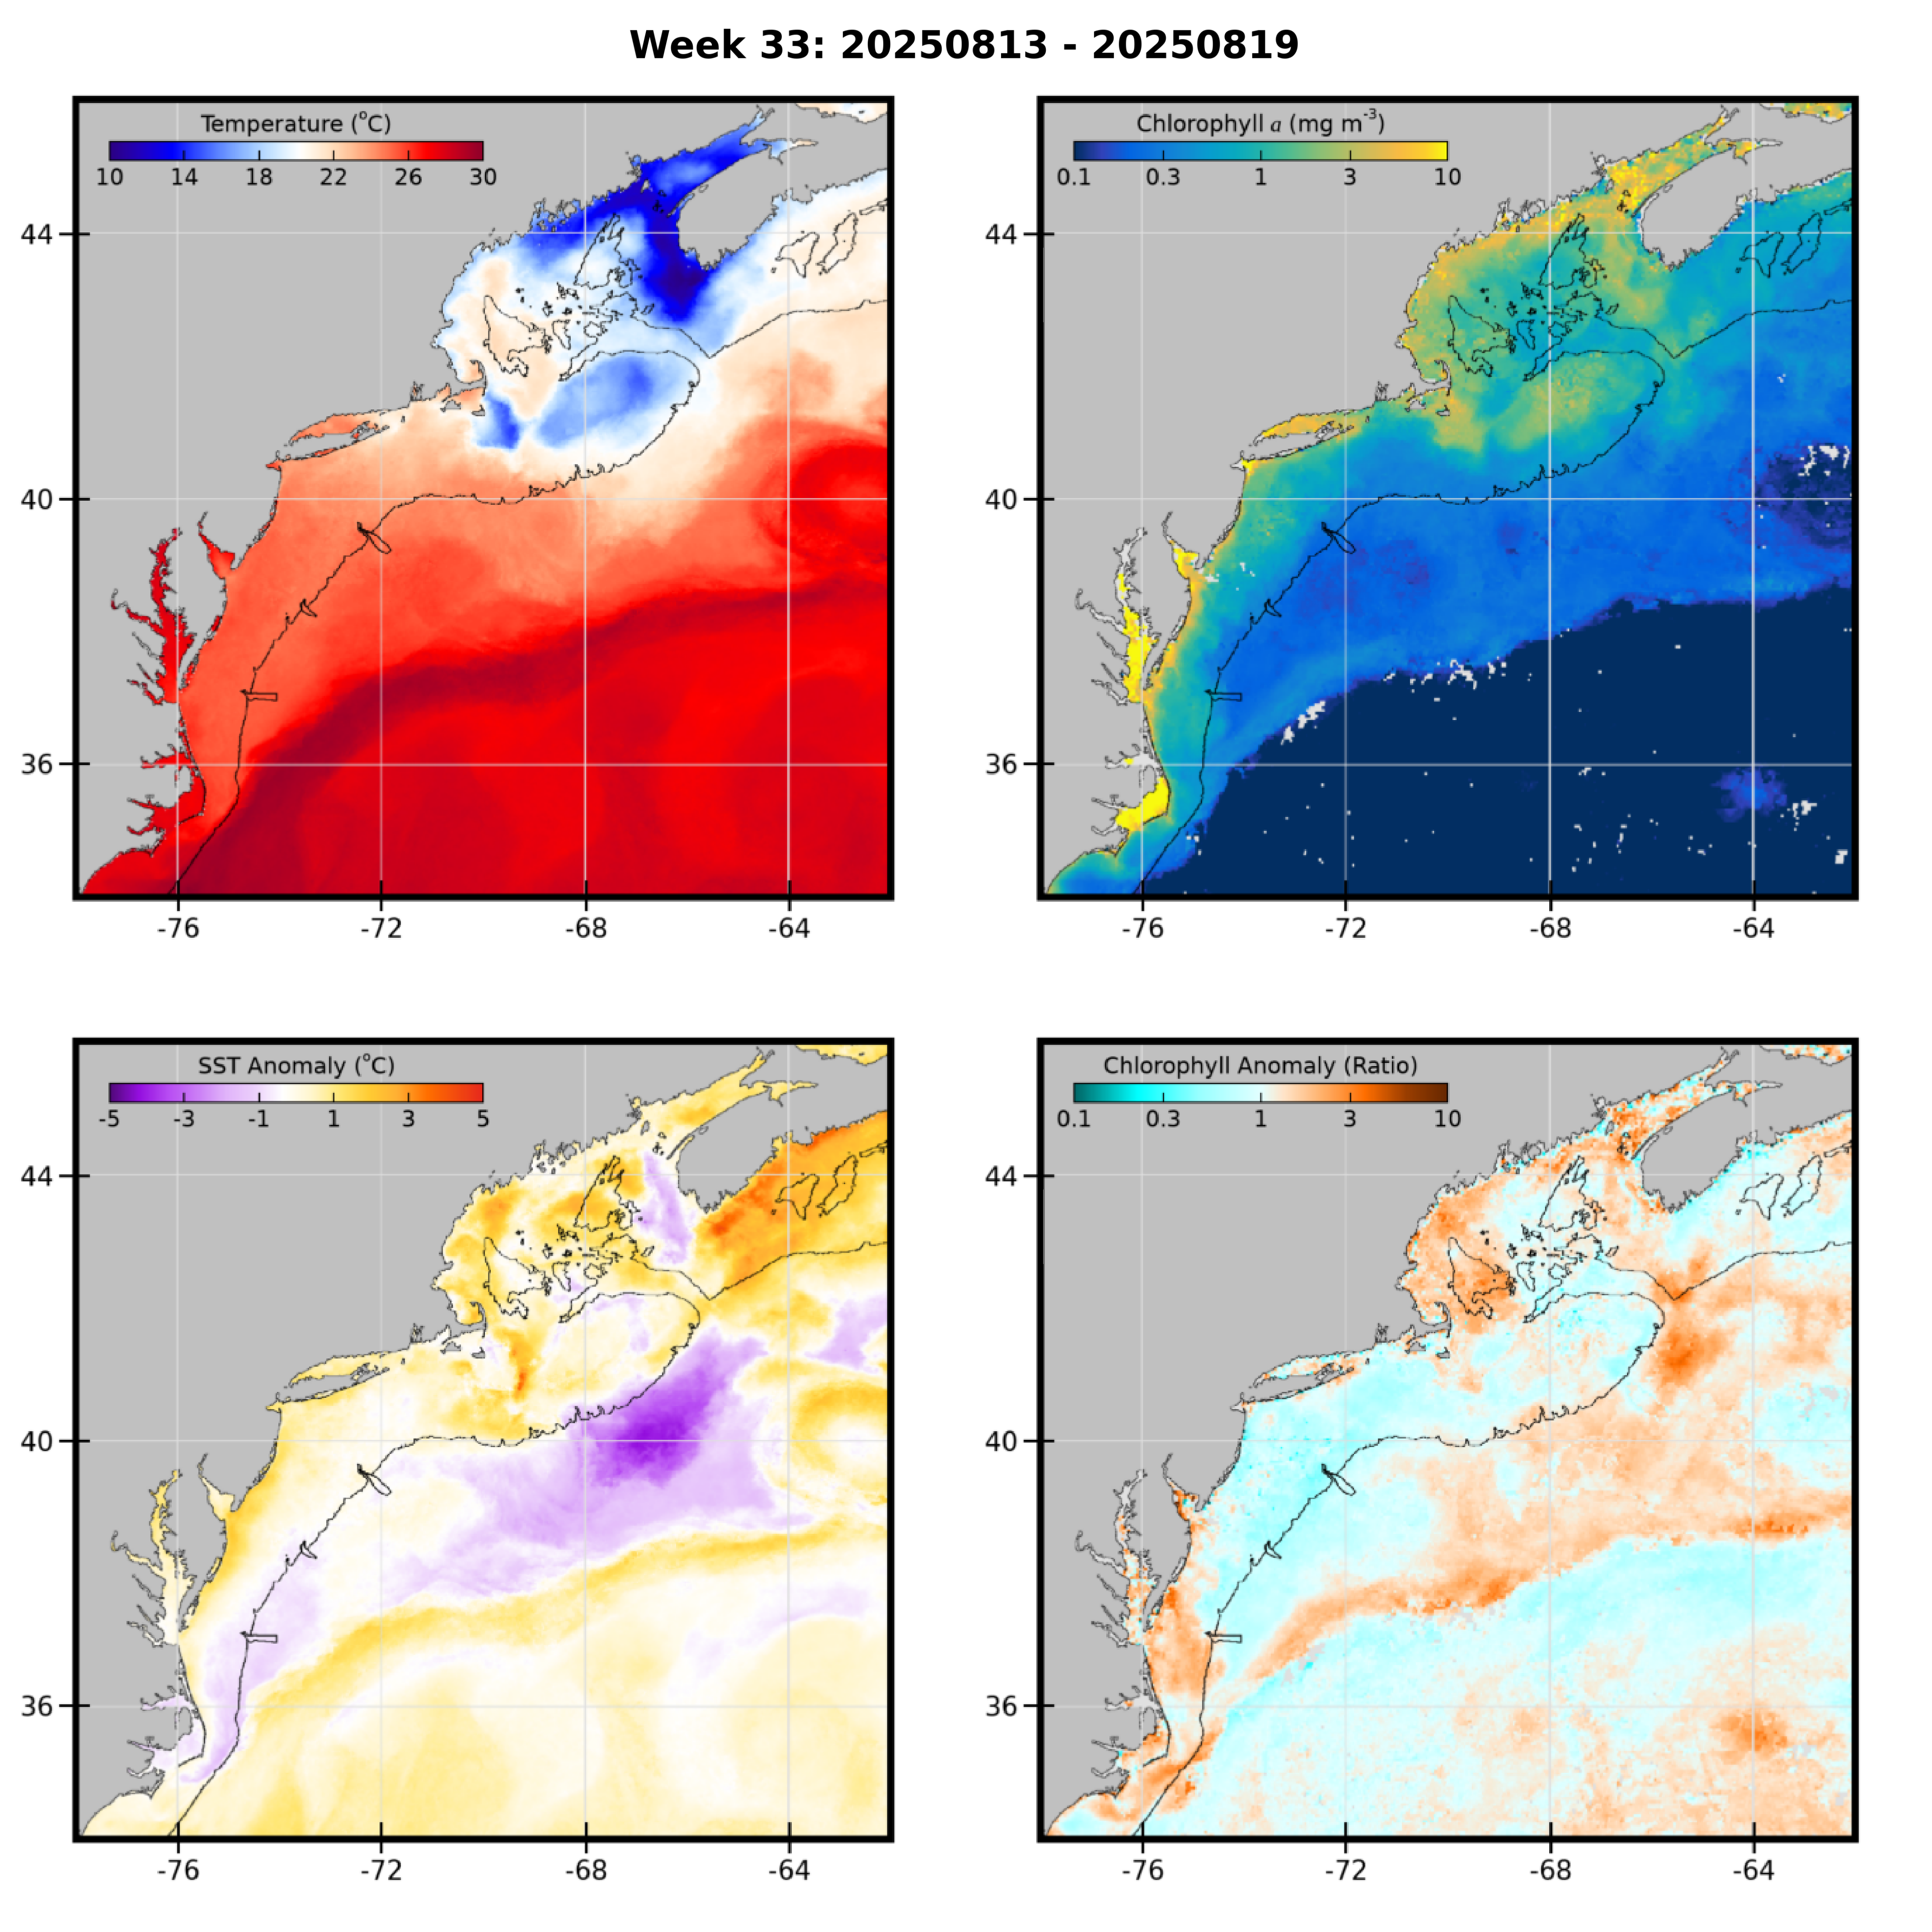 Week 33: 20250813 - 20250819
Temperature (°C)
10 14 18 22 26 30
44
40
36
-76 -72 -68 -64
Chlorophyll a (mg m⁻³)
0.1 0.3 1 3 10
44
40
36
-76 -72 -68 -64
SST Anomaly (°C)
-5 -3 -1 1 3 5
44
40
36
-76 -72 -68 -64
Chlorophyll Anomaly (Ratio)
0.1 0.3 1 3 10
44
40
36
-76 -72 -68 -64